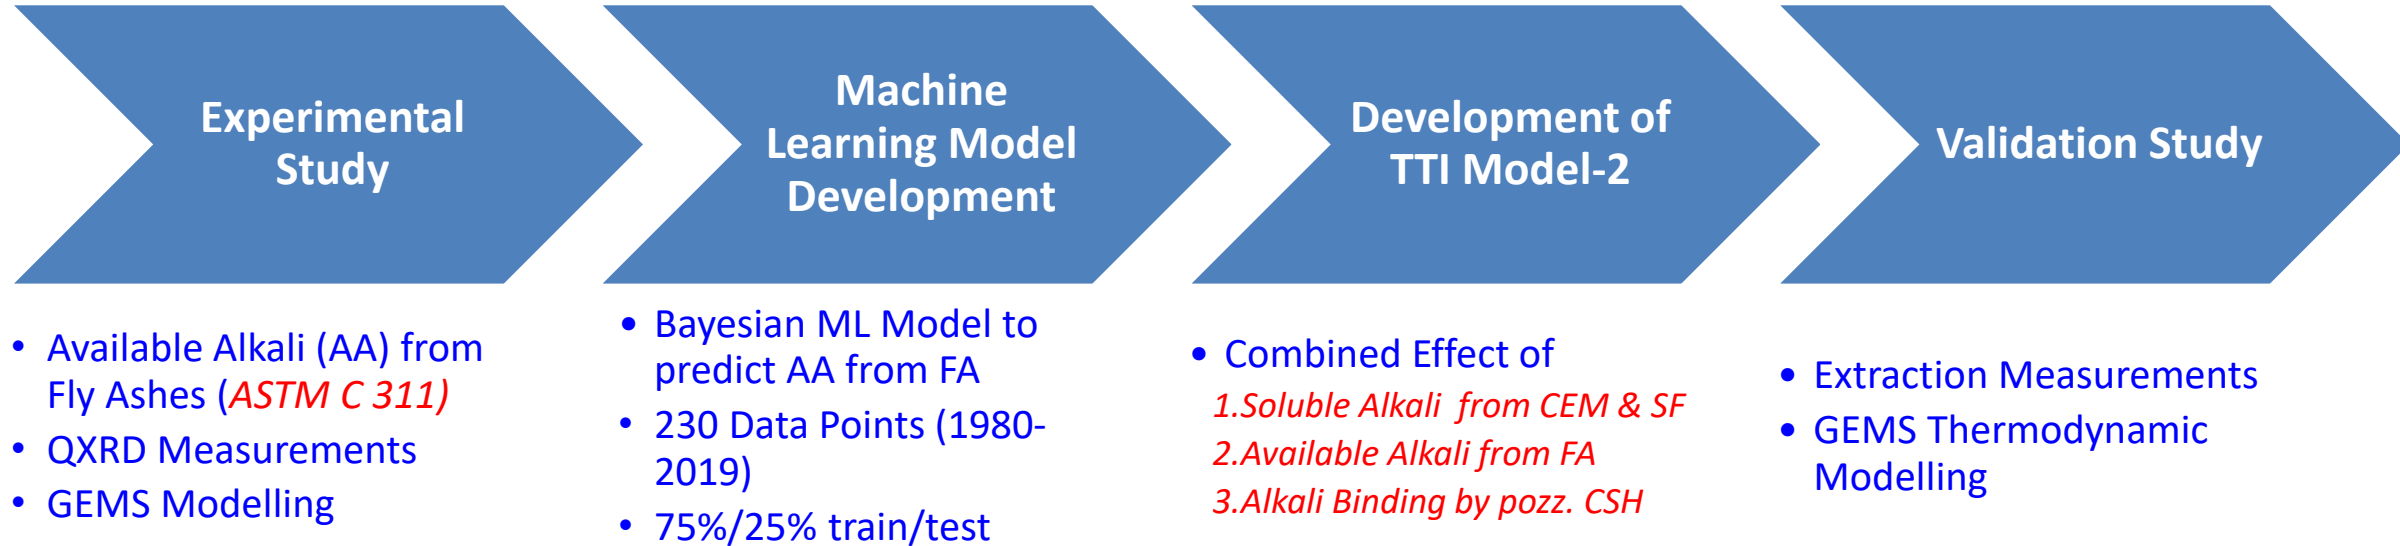 Experimental
Study
Machine
Learning Model
Development
Development of
TTI Model-2
Validation Study
• Available Alkali (AA) from
Fly Ashes (ASTM C 311)
• QXRD Measurements
• GEMS Modelling
• Bayesian ML Model to
predict AA from FA
• 230 Data Points (1980-
2019)
• 75%/25% train/test
• Combined Effect of
1.Soluble Alkali from CEM & SF
2.Available Alkali from FA
3.Alkali Binding by pozz. CSH
• Extraction Measurements
• GEMS Thermodynamic
Modelling